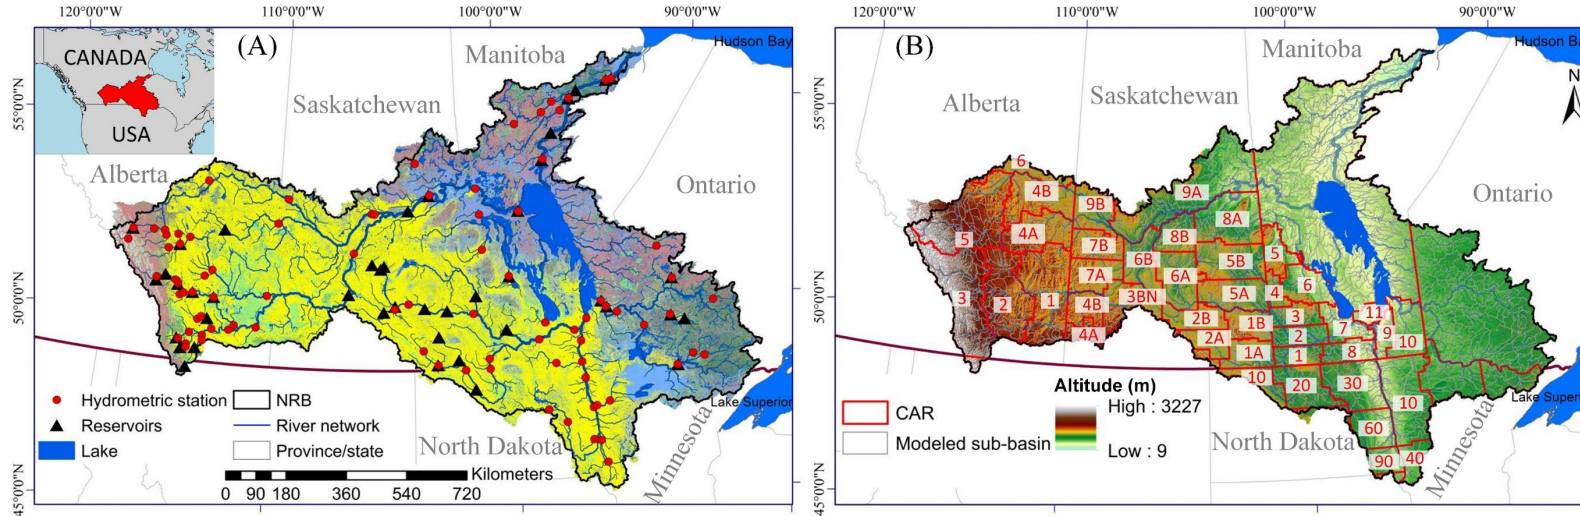 120°0'0"W 110°0'0"W 100°0'0"W 90°0'0"W
(A)
CANADA
USA
Manitoba
Hudson Bay
Saskatchewan
Alberta
Ontario
55°0'0"N
50°0'0"N
45°0'0"N
Hydrometric station
Reservoirs
Lake
NRB
River network
Province/state
North Dakota
Minnesota
Lake Superior
Kilometers
0 90 180 360 540 720
120°0'0"W 110°0'0"W 100°0'0"W 90°0'0"W
(B)
Manitoba
Hudson B
N
Alberta
Saskatchewan
Ontario
55°0'0"N
50°0'0"N
45°0'0"N
6
4B
9B
9A
8A
5
4A
7B
8B
6B
5B
5
3
2
1
7A
6A
6
4B
3BN
5A
4
4A
2B
1B
3
7
11
9
2A
2
10
1A
1
8
10
20
30
10
60
90
40
CAR
Modeled sub-basin
Altitude (m)
High : 3227
Low : 9
North Dakota
Minnesota
Lake Super